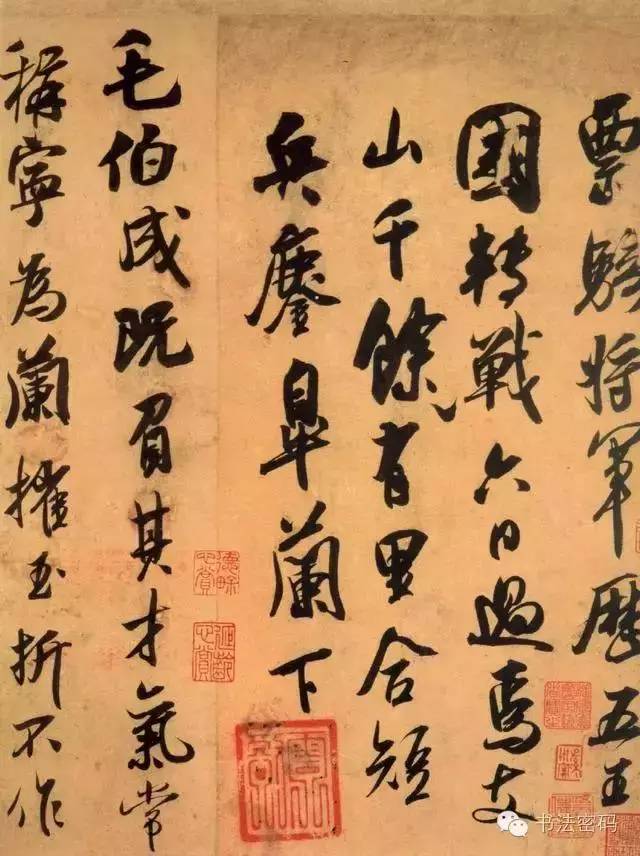 票騎将軍歷五王
國轉戰六日過焉支
山千餘有里合短
兵鏖皋蘭下
毛伯成既負其才氣常
稱寧為蘭摧玉折不作
书法密码